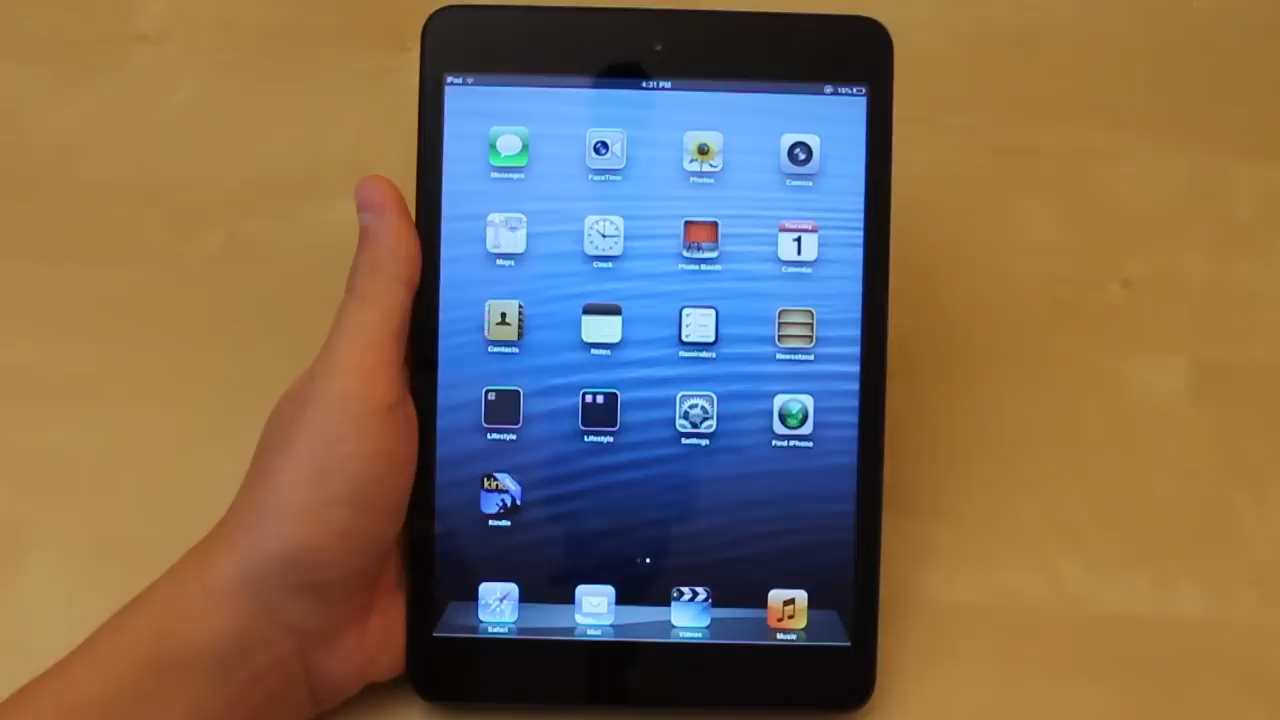 iPad 4:31 PM 15%
Messages FaceTime Photos Camera
Thursday
1
Maps Clock Photo Booth Calendar
Contacts Notes Reminders Newsstand
Lifestyle Lifestyle Settings Find iPhone
Kindle
Safari Mail Videos Music